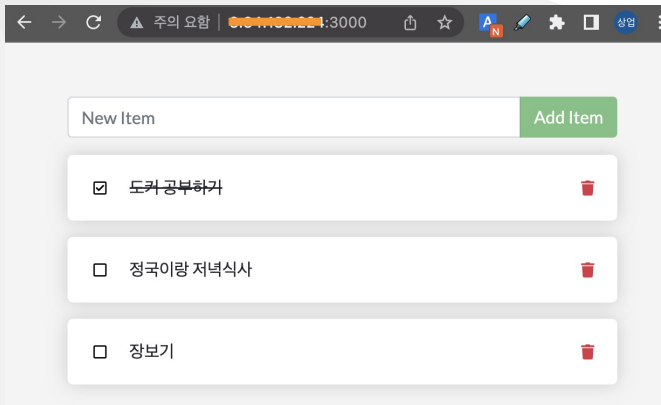 주의 요함 | :3000
상업
New Item
Add Item
도커 공부하기
정국이랑 저녁식사
장보기